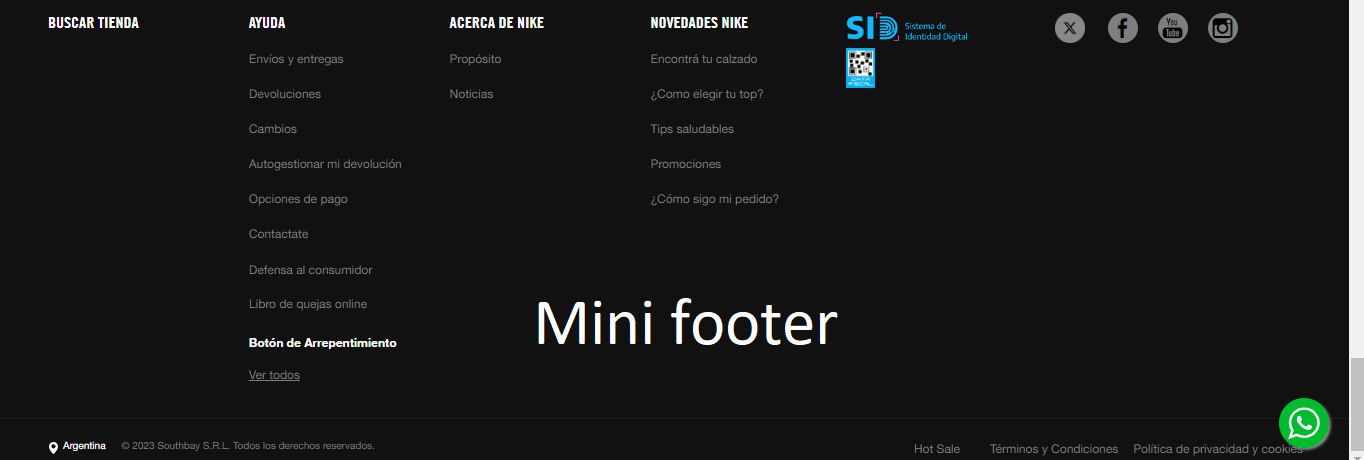 BUSCAR TIENDA
AYUDA
Envíos y entregas
Devoluciones
Cambios
Autogestionar mi devolución
Opciones de pago
Contactate
Defensa al consumidor
Libro de quejas online
Botón de Arrepentimiento
Ver todos
ACERCA DE NIKE
Propósito
Noticias
NOVEDADES NIKE
Encontrá tu calzado
¿Como elegir tu top?
Tips saludables
Promociones
¿Cómo sigo mi pedido?
SID Sistema de
Identidad Digital
DATA
FISCAL
You
Tube
Mini footer
Argentina © 2023 Southbay S.R.L. Todos los derechos reservados.
Hot Sale Términos y Condiciones Política de privacidad y cookies